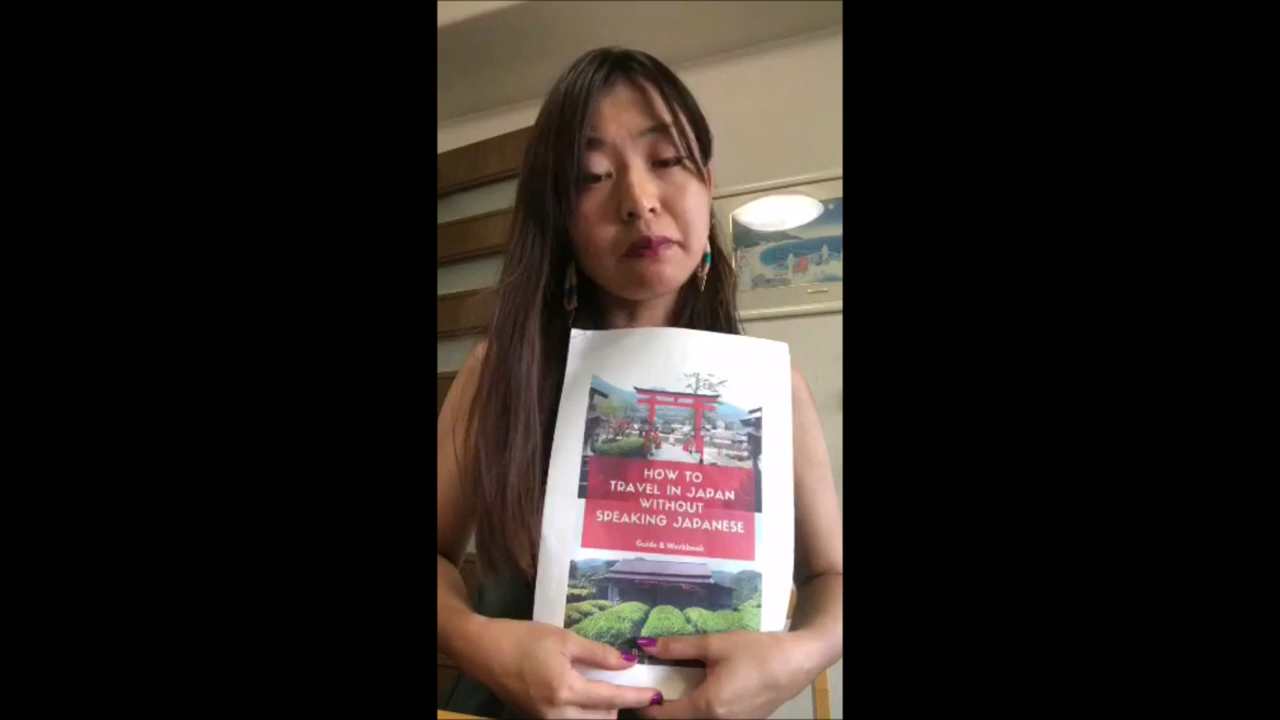 HOW TO
TRAVEL IN JAPAN
WITHOUT
SPEAKING JAPANESE
Guide & Workbook